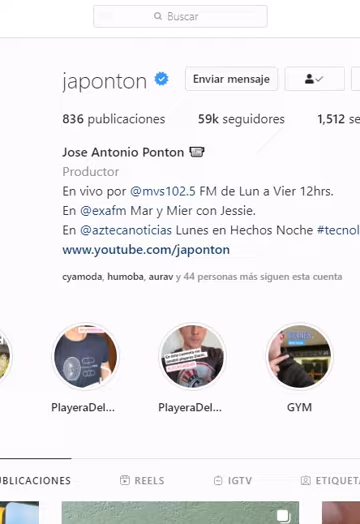 Buscar
japonton Enviar mensaje
836 publicaciones 59k seguidores 1,512 se
Jose Antonio Ponton
Productor
En vivo por @mvs102.5 FM de Lun a Vier 12hrs.
En @exafm Mar y Mier con Jessie.
En @aztecanoticias Lunes en Hechos Noche #tecnol
www.youtube.com/japonton
cyamoda, humoba, aurav y 44 personas más siguen esta cuenta
PlayeraDel... PlayeraDel... GYM
UBLICACIONES REELS IGTV ETIQUETA